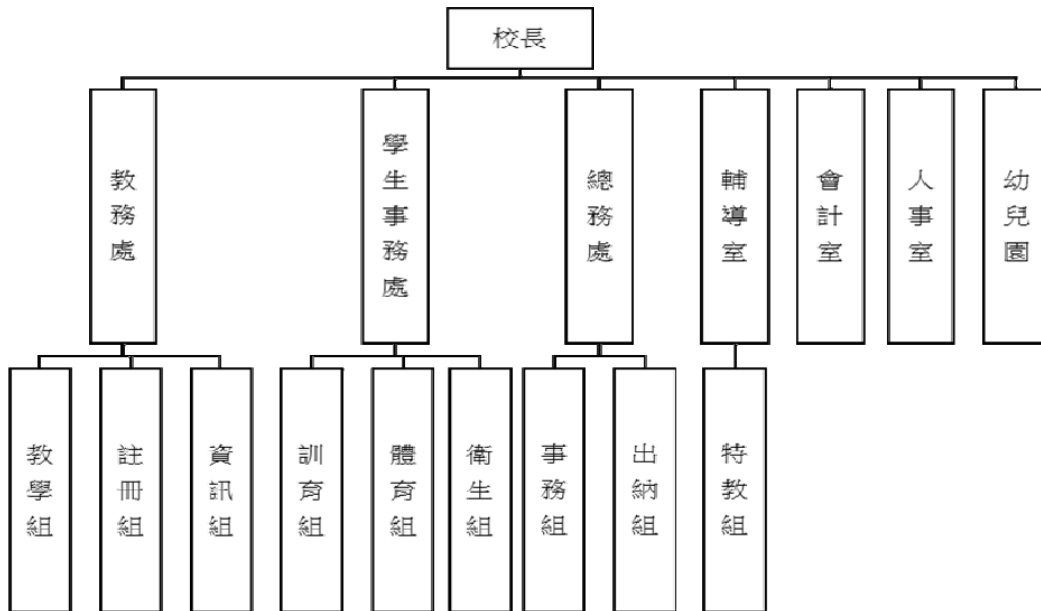 校長
教務處
學生事務處
總務處
輔導室
會計室
人事室
幼兒園
教學組
註冊組
資訊組
訓育組
體育組
衛生組
事務組
出納組
特教組